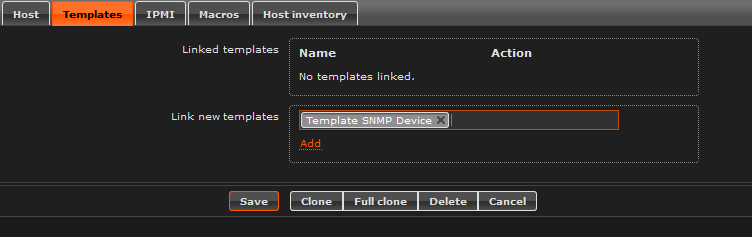 Host Templates IPMI Macros Host inventory
Linked templates Name Action
No templates linked.
Link new templates Template SNMP Device
Add
Save Clone Full clone Delete Cancel